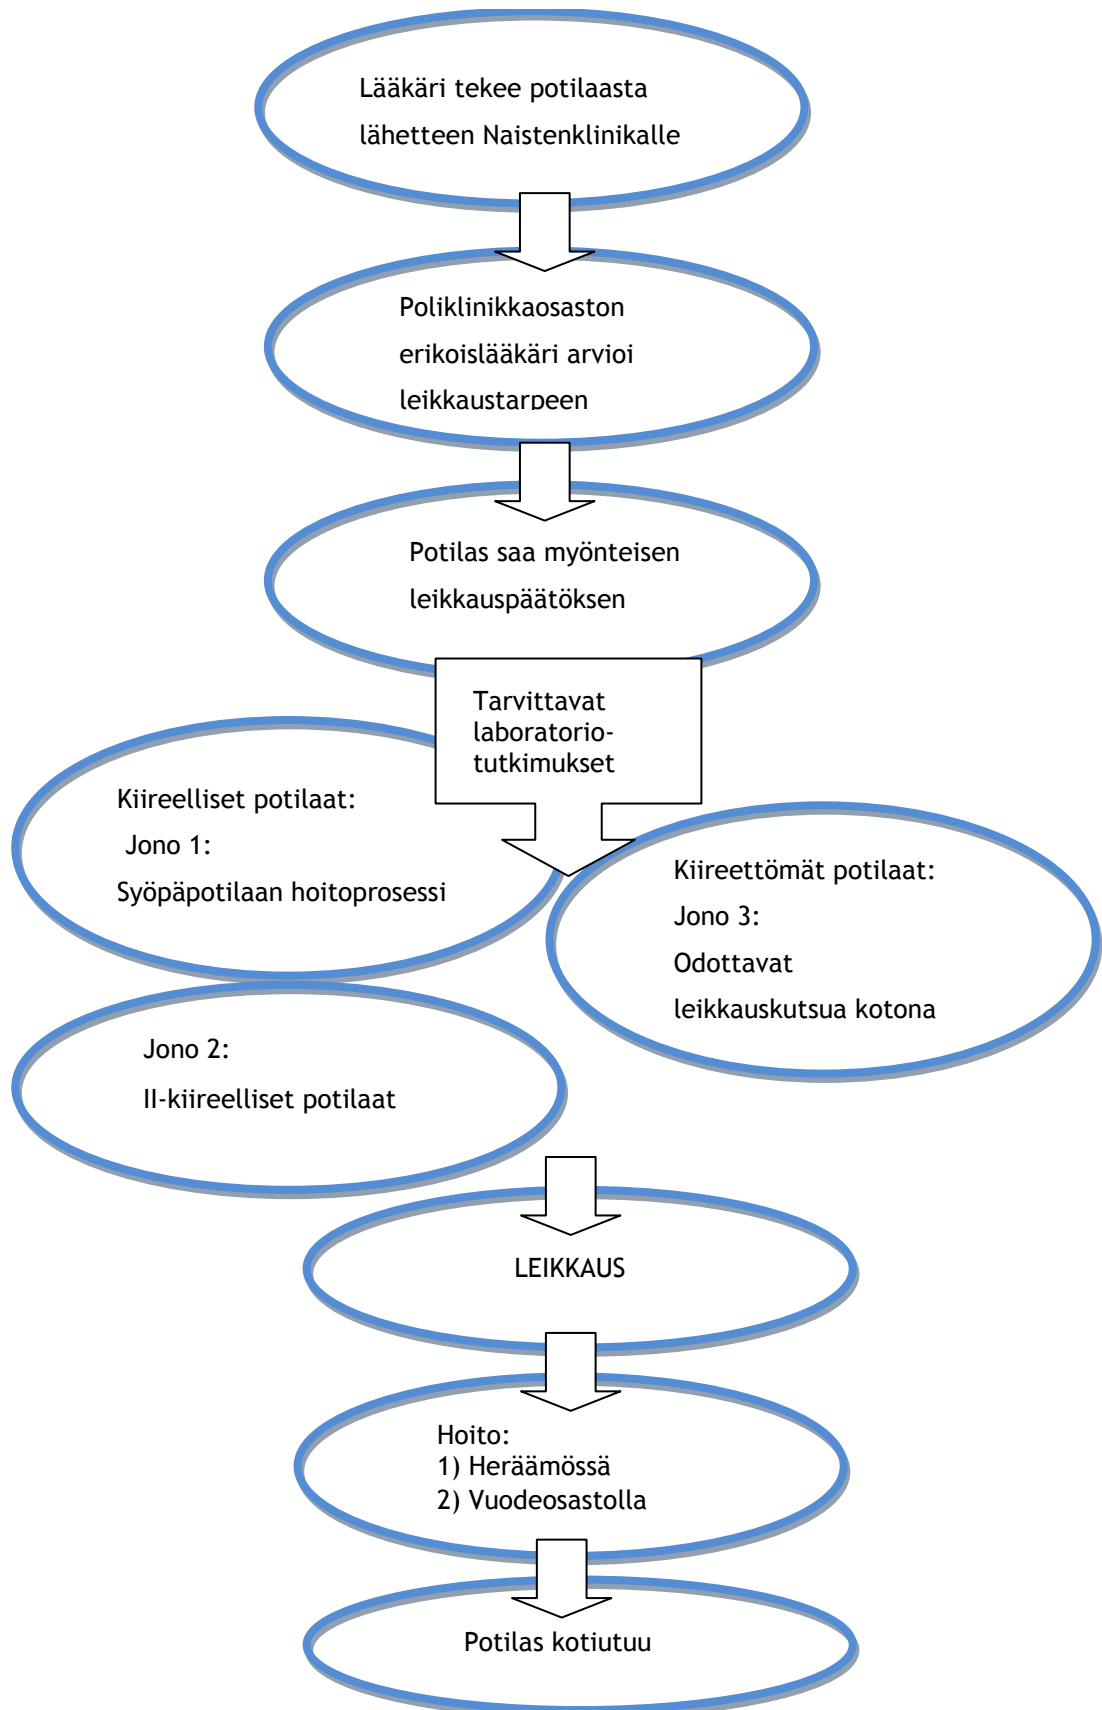 Lääkäri tekee potilaasta
lähetteen Naistenklinikalle
Poliklinikkaosaston
erikoislääkäri arvioi
leikkaustarpeen
Potilas saa myönteisen
leikkauspäätöksen
Tarvittavat
laboratorio-
tutkimukset
Kiireelliset potilaat:
Jono 1:
Syöpäpotilaan hoitoprosessi
Kiireettömät potilaat:
Jono 3:
Odottavat
leikkauskutsua kotona
Jono 2:
II-kiireelliset potilaat
LEIKKAUS
Hoito:
1) Heräämössä
2) Vuodeosastolla
Potilas kotiutuu